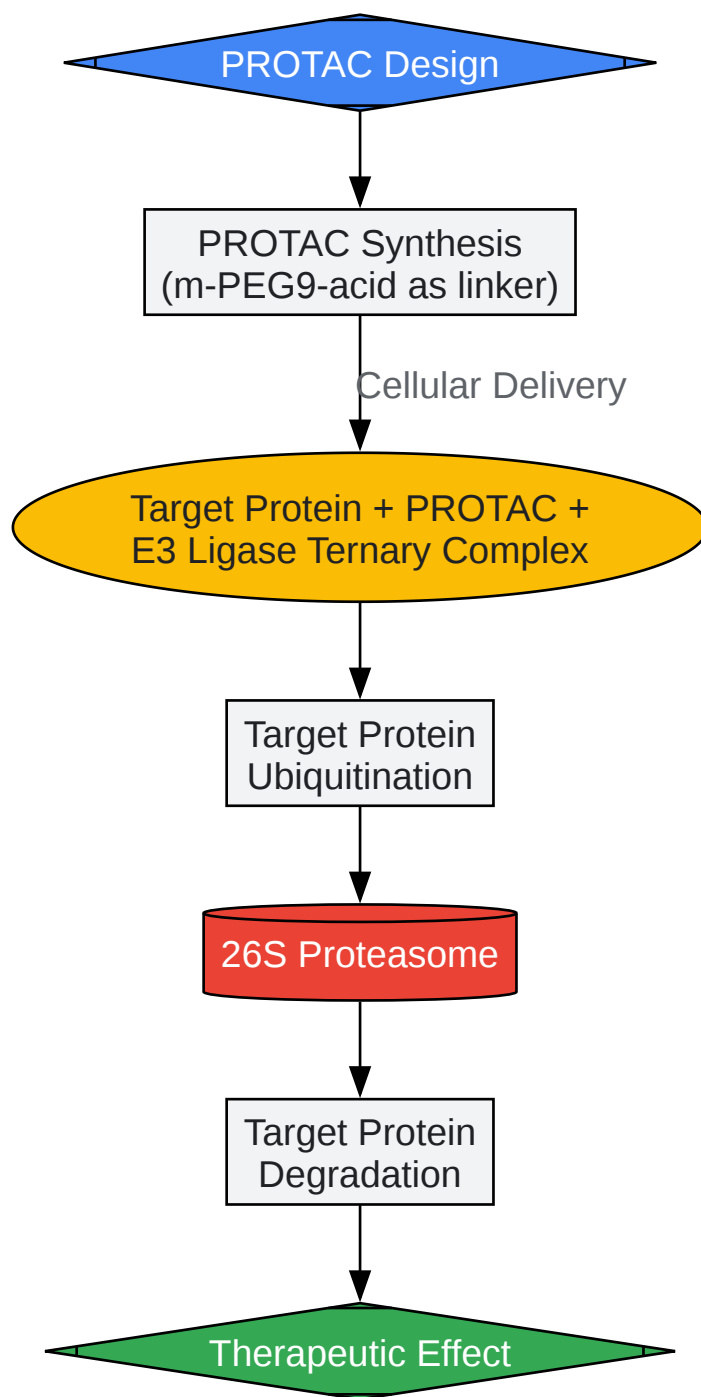 PROTAC Design
PROTAC Synthesis
(m-PEG9-acid as linker)
Cellular Delivery
Target Protein + PROTAC +
E3 Ligase Ternary Complex
Target Protein
Ubiquitination
26S Proteasome
Target Protein
Degradation
Therapeutic Effect